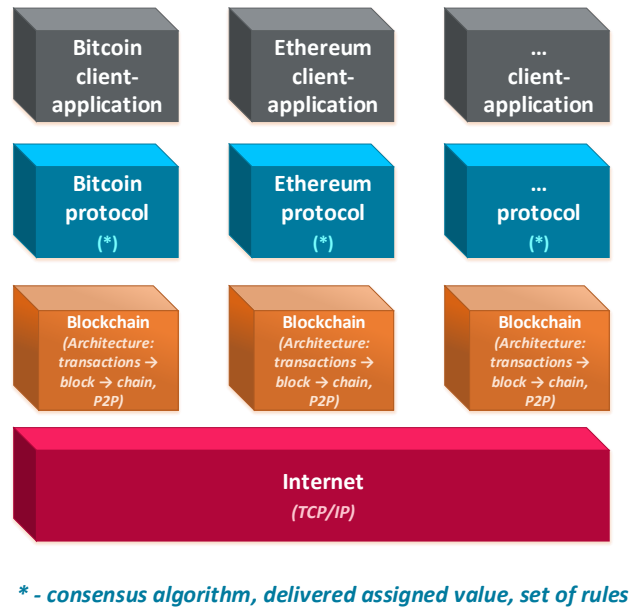 Bitcoin
client-
application
Ethereum
client-
application
...
client-
application
Bitcoin
protocol
(*)
Ethereum
protocol
(*)
...
protocol
(*)
Blockchain
(Architecture:
transactions →
block → chain,
P2P)
Blockchain
(Architecture:
transactions →
block → chain,
P2P)
Blockchain
(Architecture:
transactions →
block → chain,
P2P)
Internet
(TCP/IP)
* - consensus algorithm, delivered assigned value, set of rules